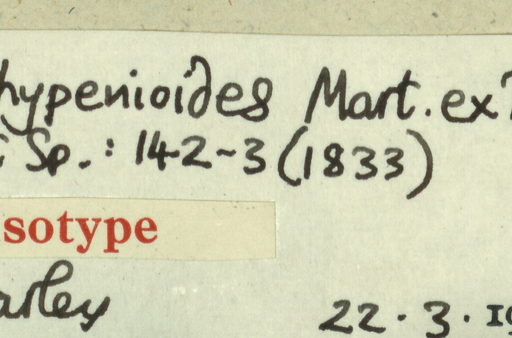 hypenioides Mart. ex
Sp.: 142-3 (1833)
sotype
arley
22.3.19